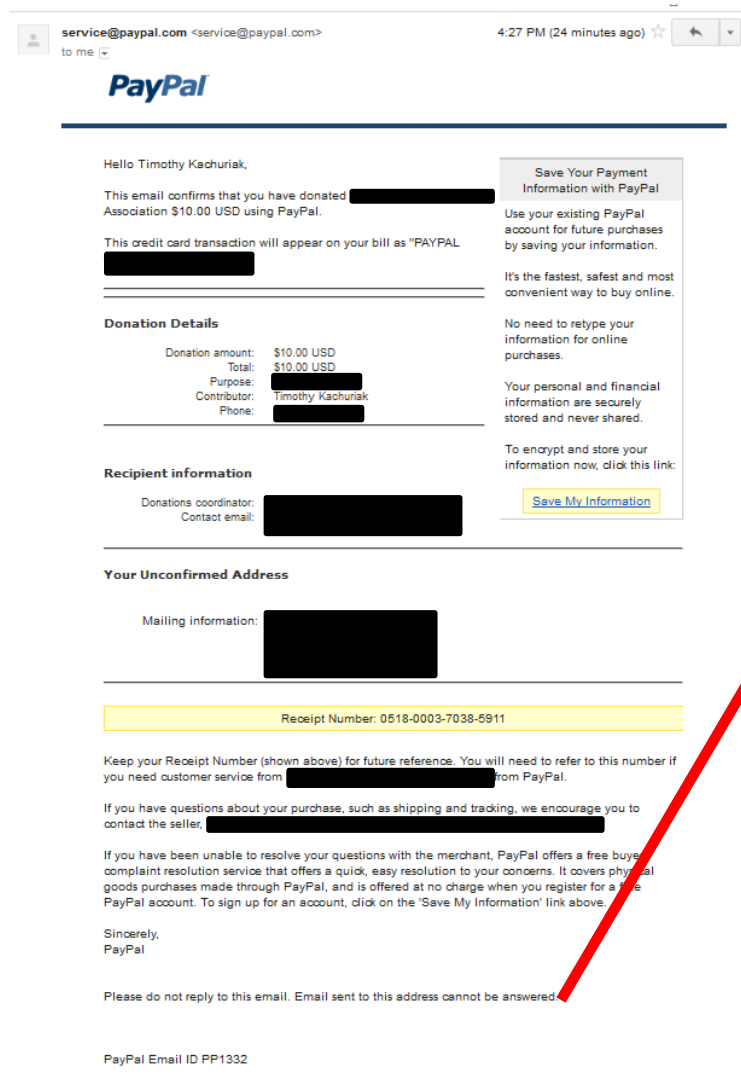 service@paypal.com <service@paypal.com>
4:27 PM (24 minutes ago)
to me
PayPal
Hello Timothy Kachuriak,
This email confirms that you have donated
Association $10.00 USD using PayPal.
This credit card transaction will appear on your bill as "PAYPAL
Save Your Payment
Information with PayPal
Use your existing PayPal
account for future purchases
by saving your information.
It's the fastest, safest and most
convenient way to buy online.
No need to retype your
information for online
purchases.
Your personal and financial
information are securely
stored and never shared.
To encrypt and store your
information now, click this link:
Save My Information
Donation Details
Donation amount: $10.00 USD
Total: $10.00 USD
Purpose:
Contributor: Timothy Kachuriak
Phone:
Recipient information
Donations coordinator:
Contact email:
Your Unconfirmed Address
Mailing information:
Receipt Number: 0518-0003-7038-5911
Keep your Receipt Number (shown above) for future reference. You will need to refer to this number if
you need customer service from from PayPal.
If you have questions about your purchase, such as shipping and tracking, we encourage you to
contact the seller,
If you have been unable to resolve your questions with the merchant, PayPal offers a free buyer
complaint resolution service that offers a quick, easy resolution to your concerns. It covers physical
goods purchases made through PayPal, and is offered at no charge when you register for a free
PayPal account. To sign up for an account, click on the 'Save My Information' link above.
Sincerely,
PayPal
Please do not reply to this email. Email sent to this address cannot be answered.
PayPal Email ID PP1332